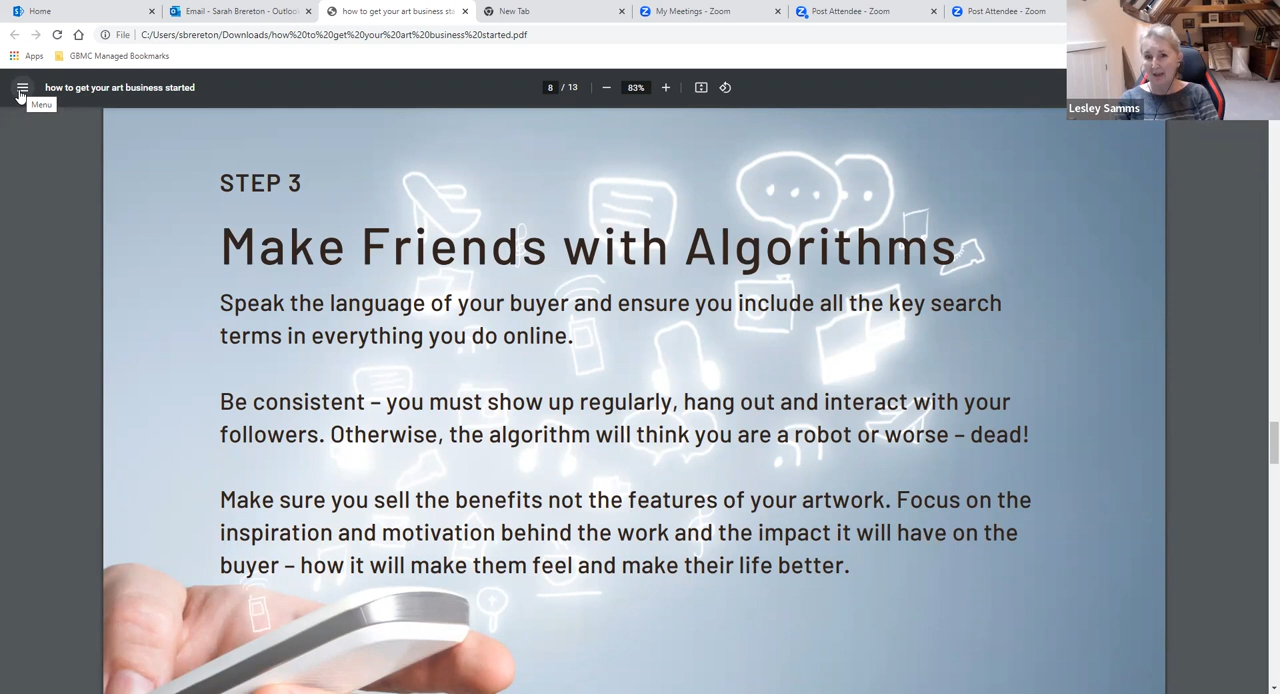 Home
Email - Sarah Brereton - Outlook
how to get your art business sta
New Tab
My Meetings - Zoom
Post Attendee - Zoom
Post Attendee - Zoom
File C:/Users/sbrereton/Downloads/how%20to%20get%20your%20art%20business%20started.pdf
Apps GBMC Managed Bookmarks
how to get your art business started
8 / 13
83%
Menu
Lesley Samms
STEP 3
Make Friends with Algorithms
Speak the language of your buyer and ensure you include all the key search
terms in everything you do online.
Be consistent – you must show up regularly, hang out and interact with your
followers. Otherwise, the algorithm will think you are a robot or worse – dead!
Make sure you sell the benefits not the features of your artwork. Focus on the
inspiration and motivation behind the work and the impact it will have on the
buyer – how it will make them feel and make their life better.